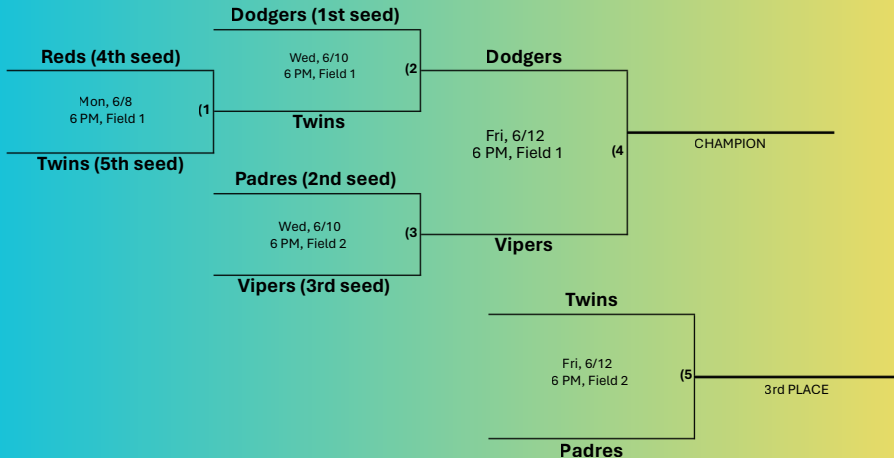 Dodgers (1st seed)
Reds (4th seed)
Wed, 6/10
6 PM, Field 1
(2
Dodgers
Mon, 6/8
6 PM, Field 1
(1
Twins
Twins (5th seed)
Fri, 6/12
6 PM, Field 1
(4
CHAMPION
Padres (2nd seed)
Wed, 6/10
6 PM, Field 2
(3
Vipers
Vipers (3rd seed)
Twins
Fri, 6/12
6 PM, Field 2
(5
3rd PLACE
Padres